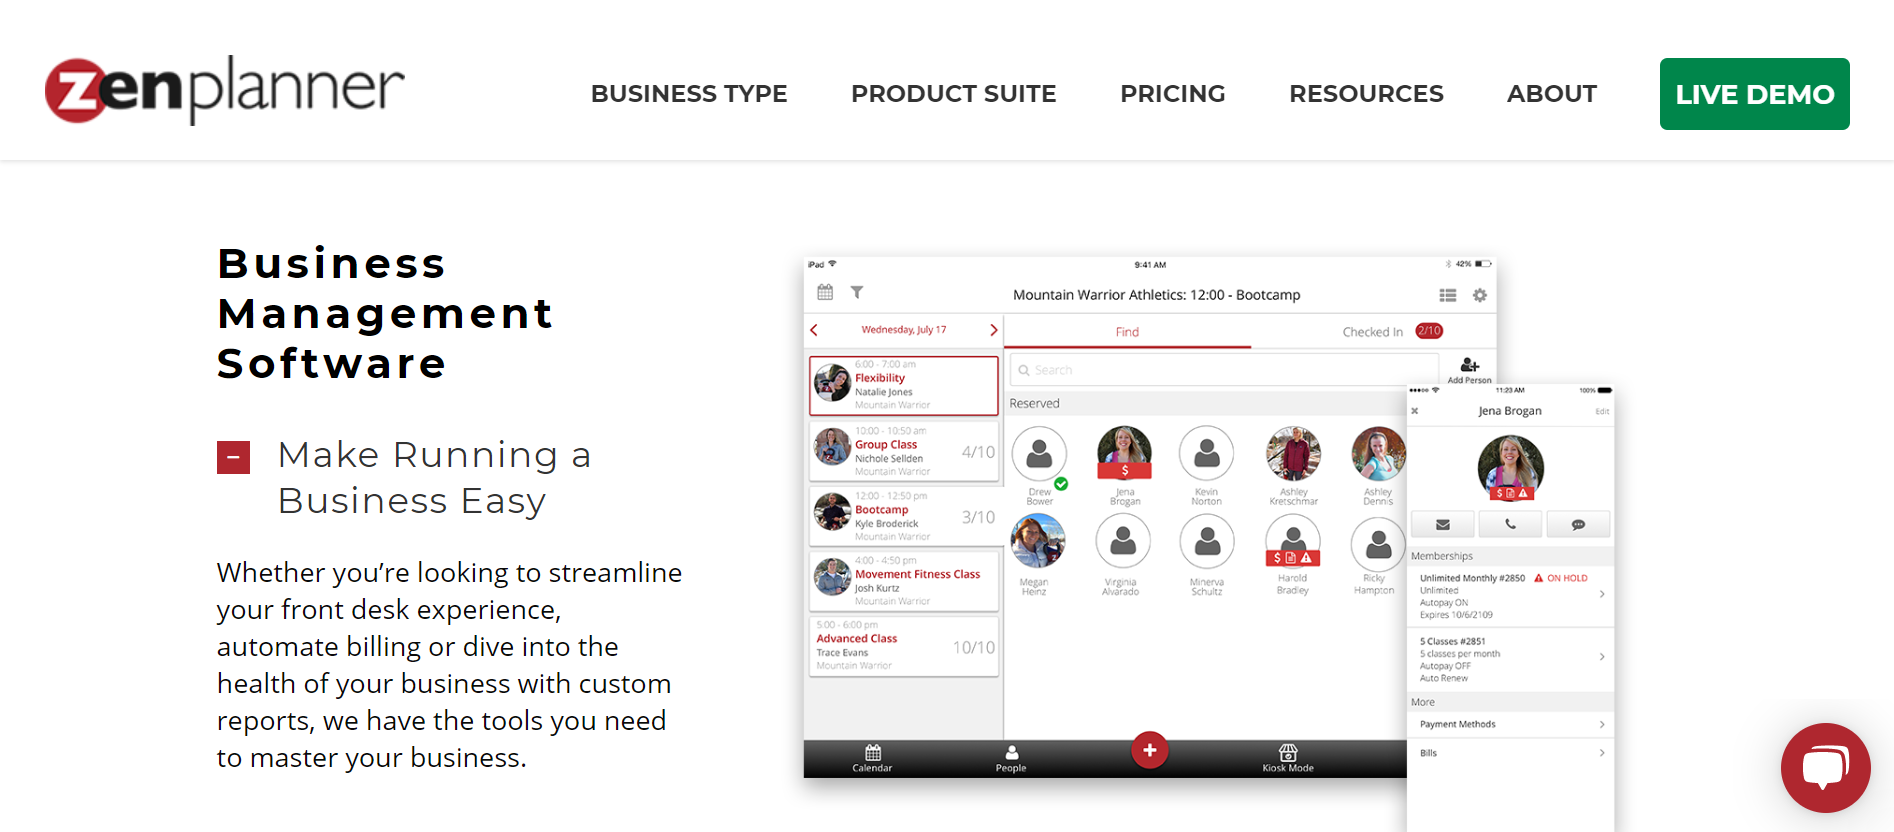 zenplanner
BUSINESS TYPE
PRODUCT SUITE
PRICING
RESOURCES
ABOUT
LIVE DEMO
Business
Management
Software
Make Running a
Business Easy
Whether you’re looking to streamline
your front desk experience,
automate billing or dive into the
health of your business with custom
reports, we have the tools you need
to master your business.
iPad
9:41 AM
42%
Mountain Warrior Athletics: 12:00 - Bootcamp
Wednesday, July 17
Find
Checked In
2/10
6:00 - 7:00 am
Flexibility
Natalie Jones
Mountain Warrior
10:00 - 10:50 am
Group Class
Nichole Sellden
Mountain Warrior
4/10
12:00 - 12:50 pm
Bootcamp
Kyle Broderick
Mountain Warrior
3/10
4:00 - 4:50 pm
Movement Fitness Class
Josh Kurtz
Mountain Warrior
5:00 - 6:00 pm
Advanced Class
Trace Evans
Mountain Warrior
10/10
Search
Add Person
Reserved
Drew
Bower
$
Jena
Brogan
Kevin
Norton
Ashley
Kretschmar
Ashley
Dennis
Megan
Heinz
Virginia
Alvarado
Minerva
Schultz
$
Harold
Bradley
Ricky
Hampton
Calendar
People
Kiosk Mode
11:23 AM
100%
Jena Brogan
Edit
$
Memberships
Unlimited Monthly #2850 ON HOLD
Unlimited
Autopay ON
Expires 10/6/2109
5 Classes #2851
5 classes per month
Autopay OFF
Auto Renew
More
Payment Methods
Bills